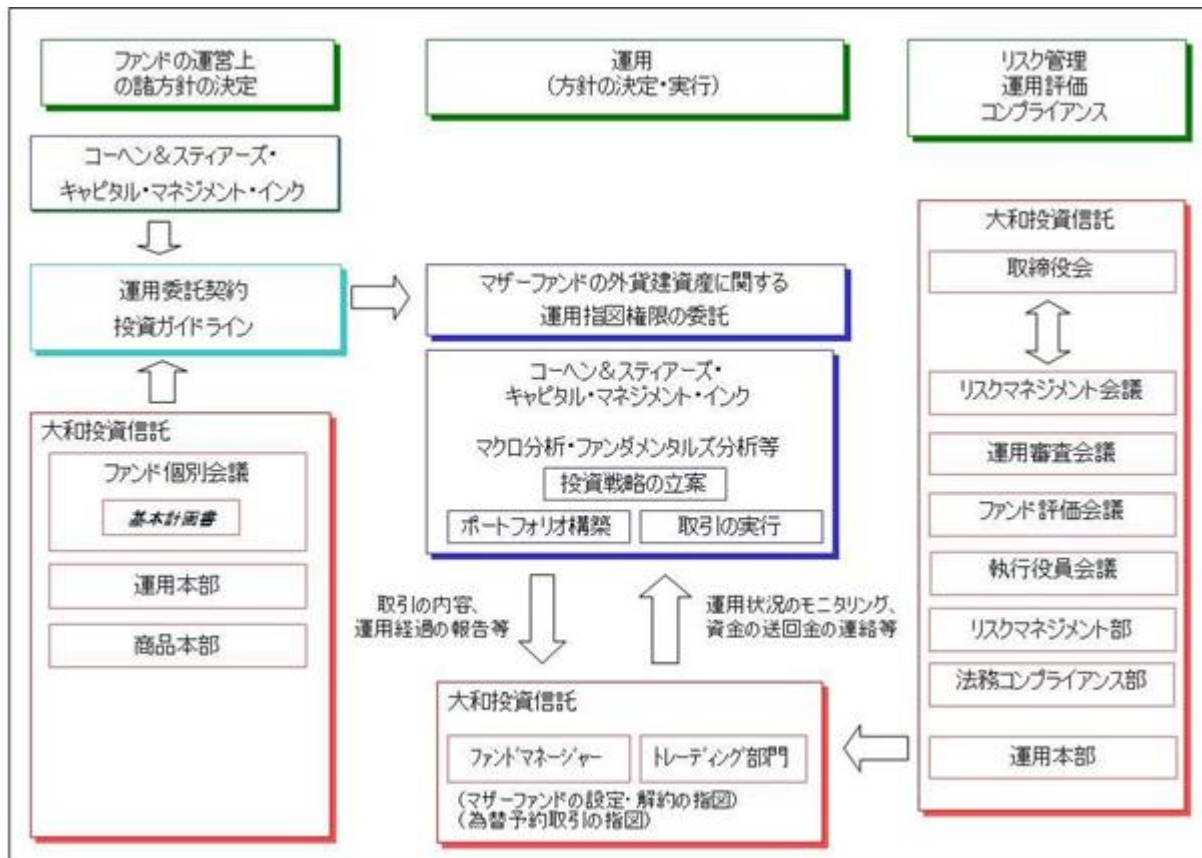 ファンドの運営上
の諸方針の決定
運用
(方針の決定・実行)
リスク管理
運用評価
コンプライアンス
コーヘン&スティアーズ・
キャピタル・マネジメント・インク
運用委託契約
投資ガイドライン
大和投資信託
ファンド個別会議
基本計画書
運用本部
商品本部
マザーファンドの外貨建資産に関する
運用指図権限の委託
コーヘン&スティアーズ・
キャピタル・マネジメント・インク
マクロ分析・ファンダメンタルズ分析等
投資戦略の立案
ポートフォリオ構築
取引の実行
取引の内容、
運用経過の報告等
運用状況のモニタリング、
資金の送回金の連絡等
大和投資信託
ファンドマネージャー
トレーディング部門
(マザーファンドの設定・解約の指図)
(為替予約取引の指図)
大和投資信託
取締役会
リスクマネジメント会議
運用審査会議
ファンド評価会議
執行役員会議
リスクマネジメント部
法務コンプライアンス部
運用本部